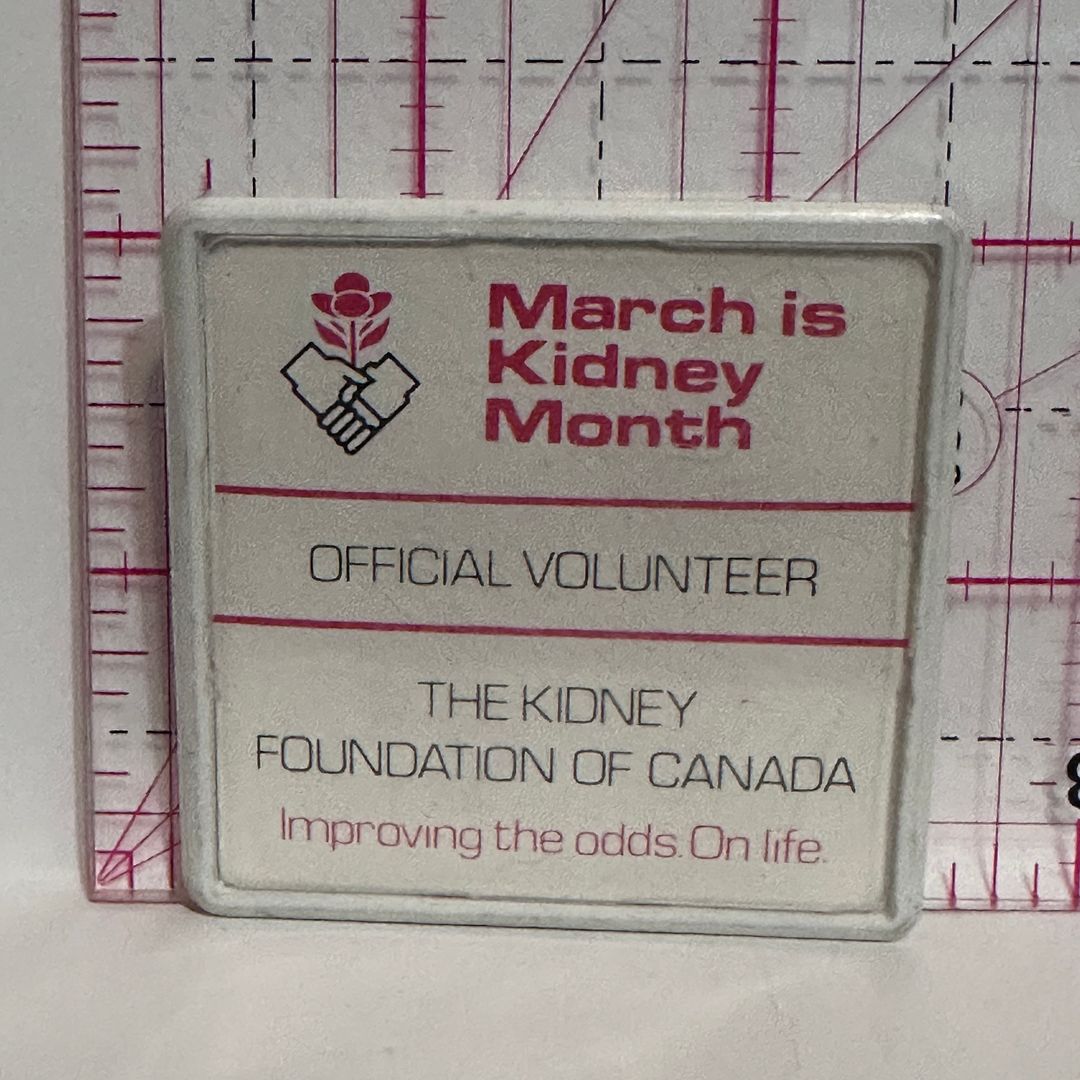 March is
Kidney
Month
OFFICIAL VOLUNTEER
THE KIDNEY
FOUNDATION OF CANADA
Improving the odds. On life.